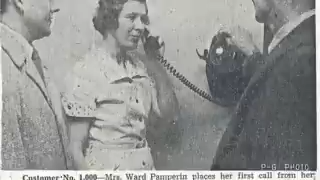 P-G PHOTO
Customer No. 1,000—Mrs. Ward Pamperin places her first call from her